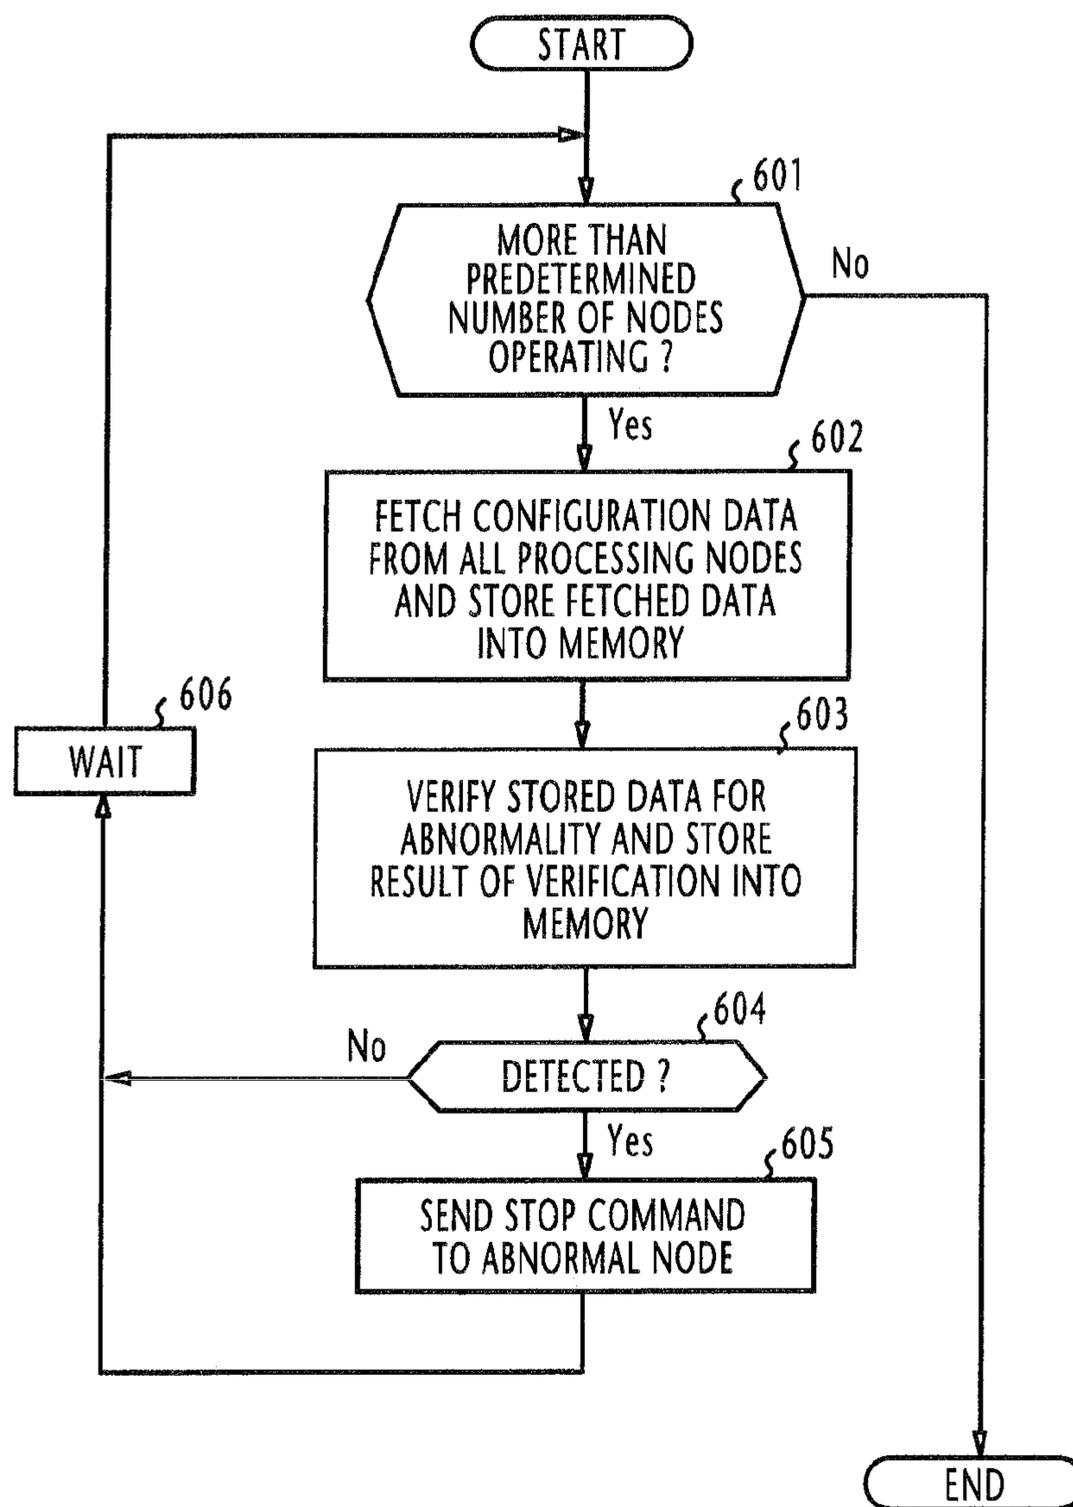 START
601
MORE THAN
PREDETERMINED
NUMBER OF NODES
OPERATING ?
No
Yes
602
FETCH CONFIGURATION DATA
FROM ALL PROCESSING NODES
AND STORE FETCHED DATA
INTO MEMORY
606
WAIT
603
VERIFY STORED DATA FOR
ABNORMALITY AND STORE
RESULT OF VERIFICATION INTO
MEMORY
604
No
DETECTED ?
Yes
605
SEND STOP COMMAND
TO ABNORMAL NODE
END